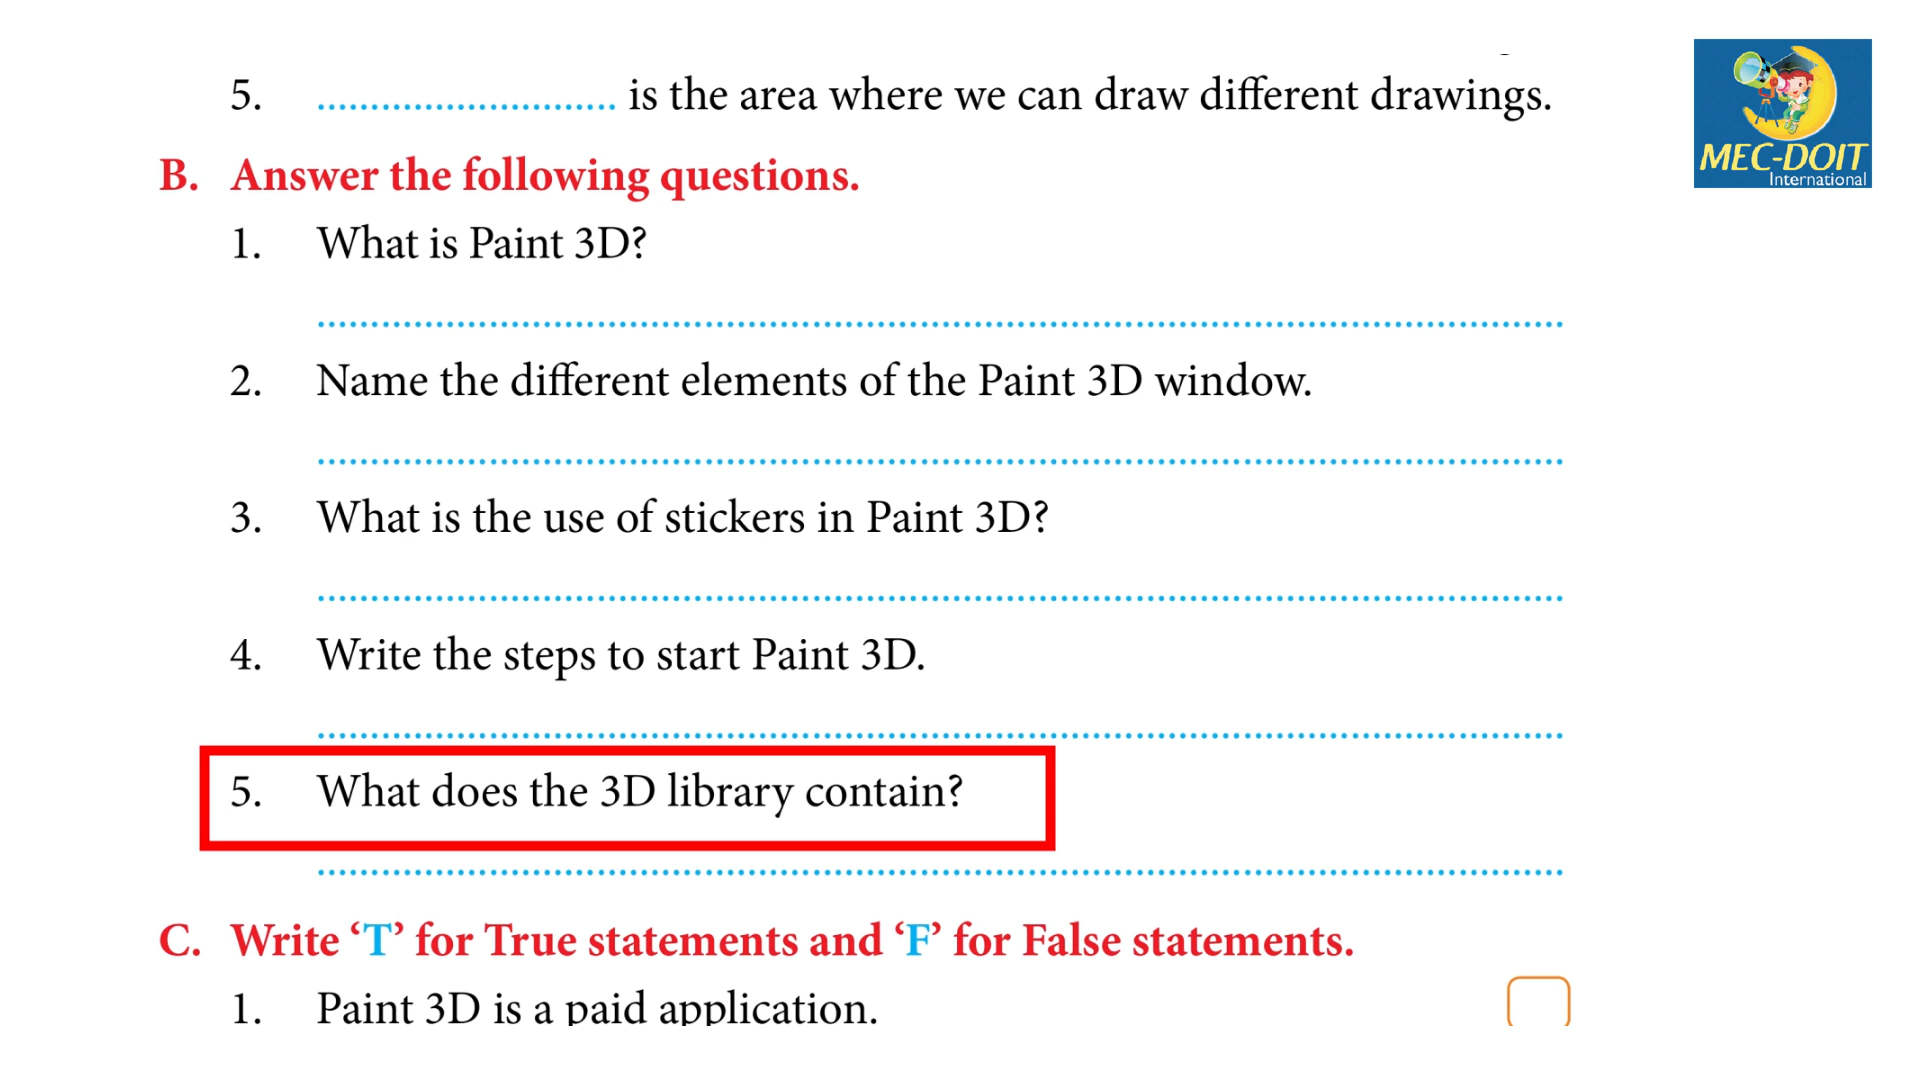 5. ............................ is the area where we can draw different drawings.
MEC-DOIT
International
B. Answer the following questions.
1. What is Paint 3D?
2. Name the different elements of the Paint 3D window.
3. What is the use of stickers in Paint 3D?
4. Write the steps to start Paint 3D.
5. What does the 3D library contain?
C. Write ‘T’ for True statements and ‘F’ for False statements.
1. Paint 3D is a paid application.